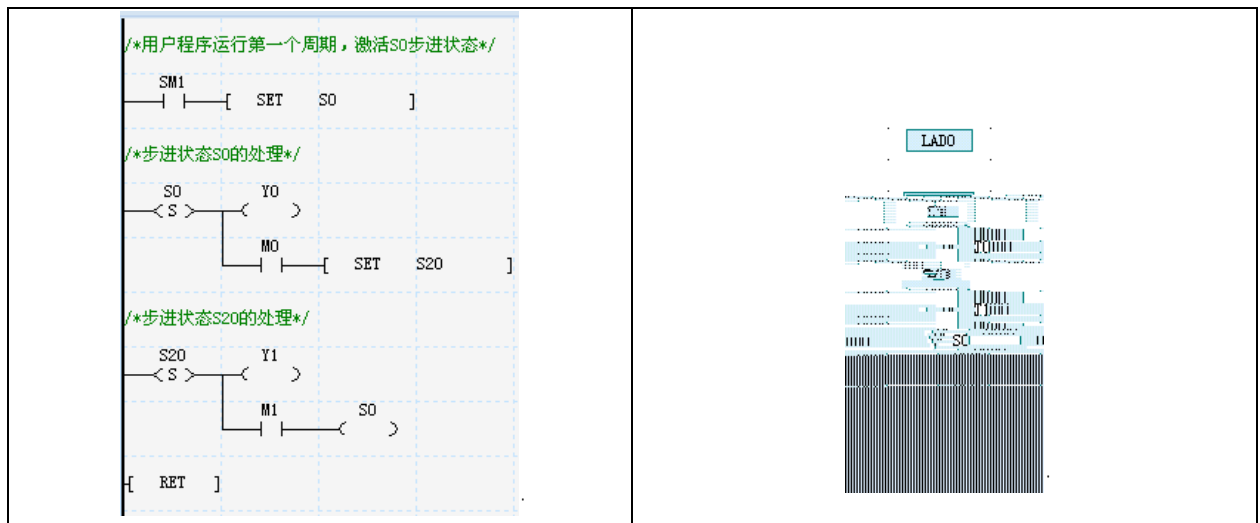 /*用户程序运行第一个周期，激活S0步进状态*/
SM1
[ SET S0 ]
/*步进状态S0的处理*/
S0 Y0
S
M0
[ SET S20 ]
/*步进状态S20的处理*/
S20 Y1
S
M1 S0
[ RET ]
LAD0
S0